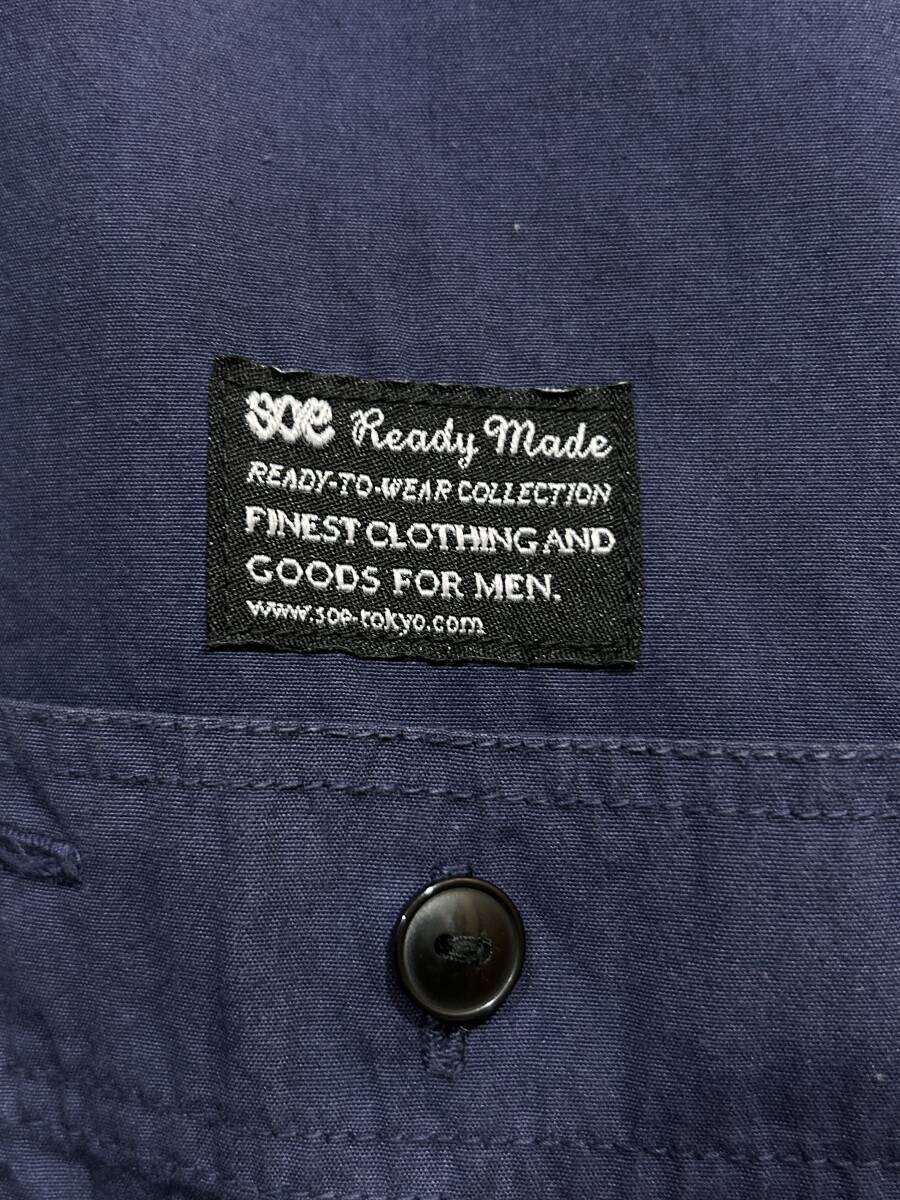 soe Ready Made
READY-TO-WEAR COLLECTION
FINEST CLOTHING AND
GOODS FOR MEN.
www.soe-tokyo.com